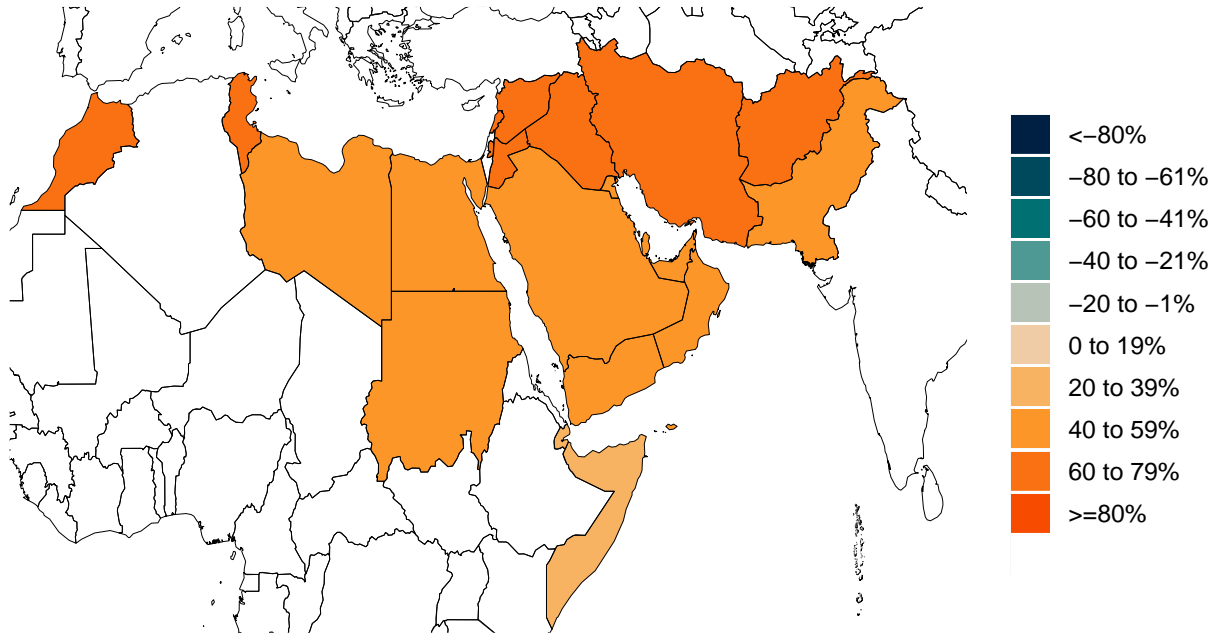 <−80%
−80 to −61%
−60 to −41%
−40 to −21%
−20 to −1%
0 to 19%
20 to 39%
40 to 59%
60 to 79%
>=80%